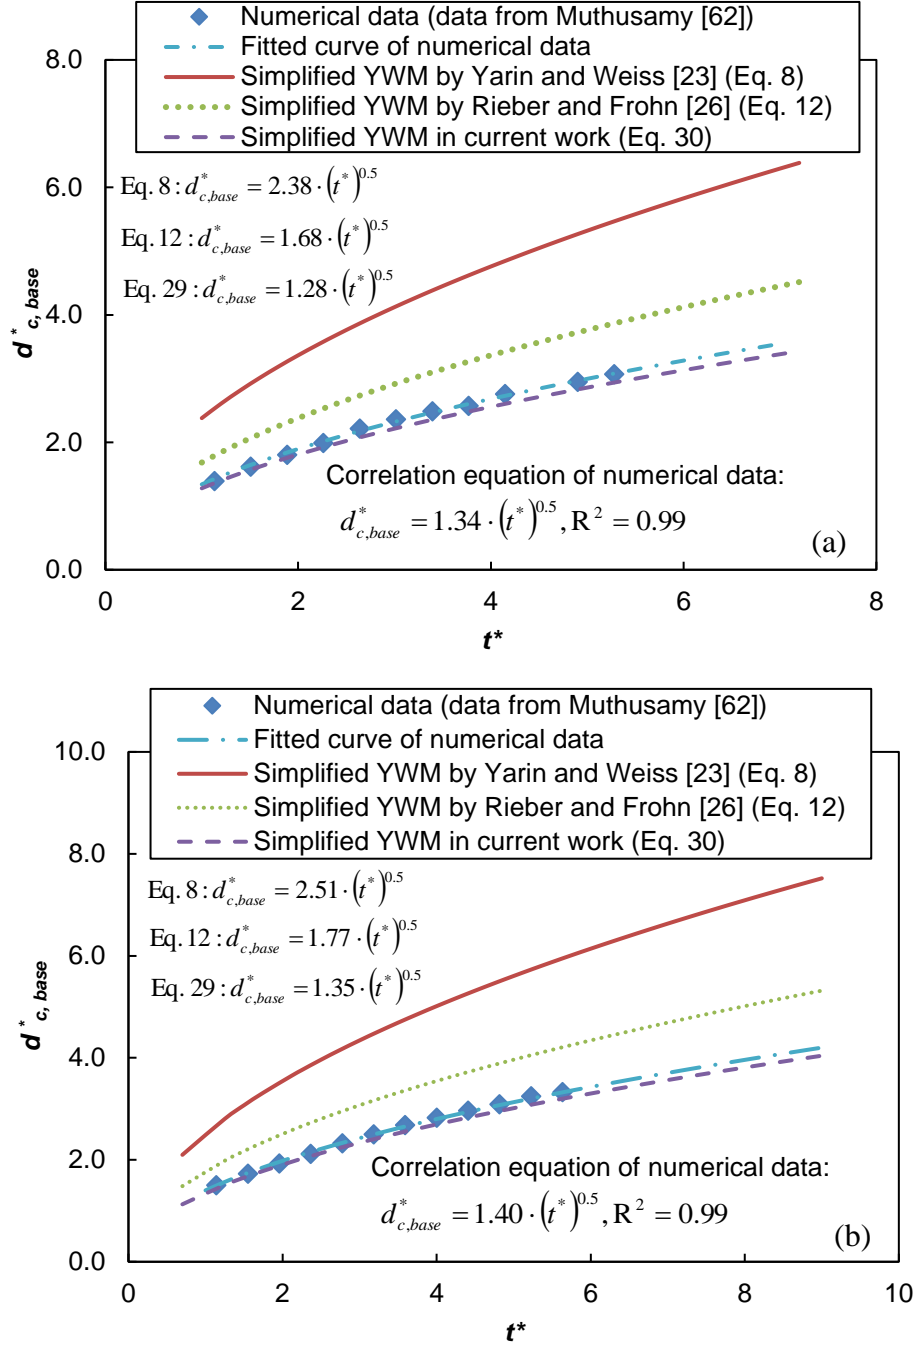 Numerical data (data from Muthusamy [62])
Fitted curve of numerical data
Simplified YWM by Yarin and Weiss [23] (Eq. 8)
Simplified YWM by Rieber and Frohn [26] (Eq. 12)
Simplified YWM in current work (Eq. 30)
8.0
6.0
4.0
2.0
0.0
d*c, base
Eq. 8 : d*c,base = 2.38 · (t*)^0.5
Eq. 12 : d*c,base = 1.68 · (t*)^0.5
Eq. 29 : d*c,base = 1.28 · (t*)^0.5
Correlation equation of numerical data:
d*c,base = 1.34 · (t*)^0.5, R² = 0.99
(a)
0 2 4 6 8
t*
Numerical data (data from Muthusamy [62])
Fitted curve of numerical data
Simplified YWM by Yarin and Weiss [23] (Eq. 8)
Simplified YWM by Rieber and Frohn [26] (Eq. 12)
Simplified YWM in current work (Eq. 30)
10.0
8.0
6.0
4.0
2.0
0.0
d*c, base
Eq. 8 : d*c,base = 2.51 · (t*)^0.5
Eq. 12 : d*c,base = 1.77 · (t*)^0.5
Eq. 29 : d*c,base = 1.35 · (t*)^0.5
Correlation equation of numerical data:
d*c,base = 1.40 · (t*)^0.5, R² = 0.99
(b)
0 2 4 6 8 10
t*